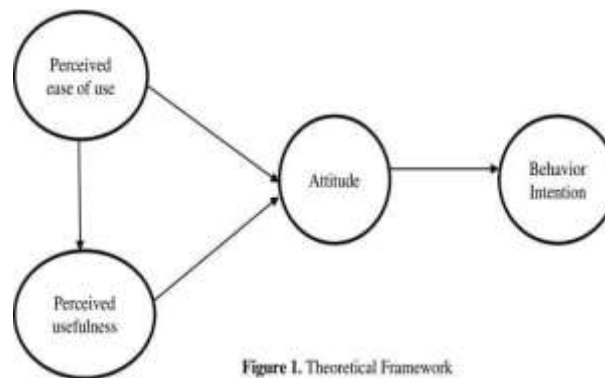 Perceived
ease of use
Attitude
Behavior
Intention
Perceived
usefulness
Figure 1. Theoretical Framework